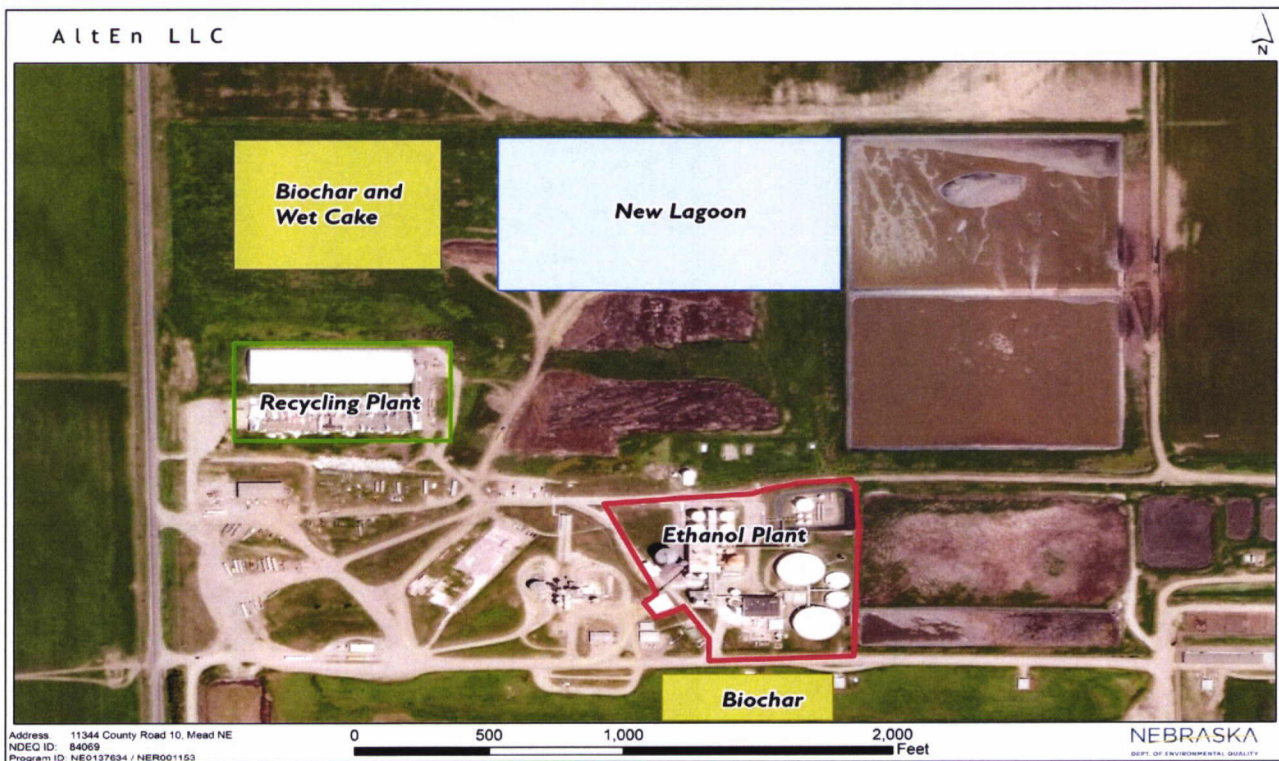 AltEn LLC
N
Biochar and
Wet Cake
New Lagoon
Recycling Plant
Ethanol Plant
Biochar
Address 11344 County Road 10, Mead NE
NDEQ ID: 84069
Program ID: NE0137634 / NER001153
0 500 1,000 2,000
Feet
NEBRASKA
DEPT. OF ENVIRONMENTAL QUALITY